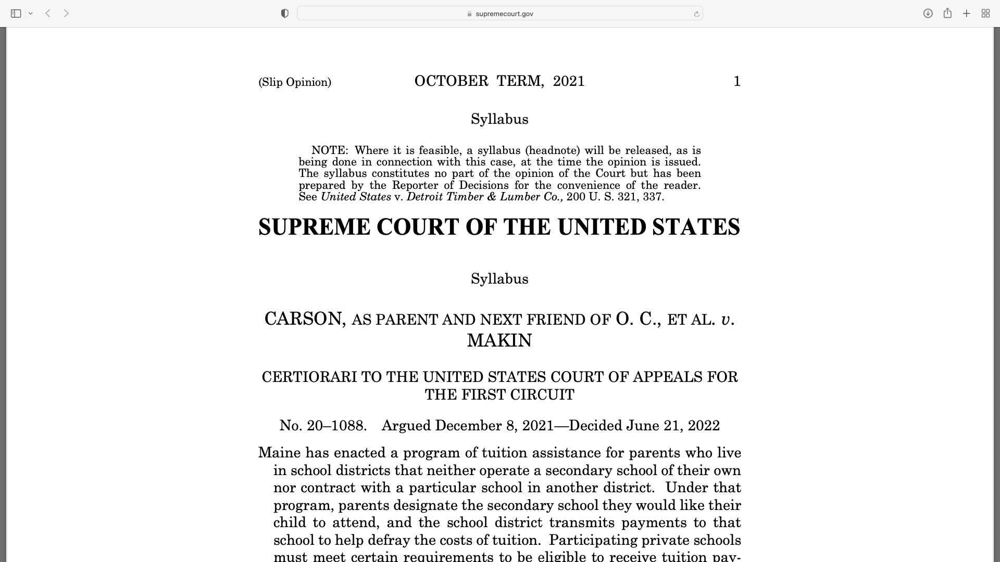 supremecourt.gov
(Slip Opinion) OCTOBER TERM, 2021 1
Syllabus
NOTE: Where it is feasible, a syllabus (headnote) will be released, as is
being done in connection with this case, at the time the opinion is issued.
The syllabus constitutes no part of the opinion of the Court but has been
prepared by the Reporter of Decisions for the convenience of the reader.
See United States v. Detroit Timber & Lumber Co., 200 U. S. 321, 337.
SUPREME COURT OF THE UNITED STATES
Syllabus
CARSON, AS PARENT AND NEXT FRIEND OF O. C., ET AL. v.
MAKIN
CERTIORARI TO THE UNITED STATES COURT OF APPEALS FOR
THE FIRST CIRCUIT
No. 20–1088. Argued December 8, 2021—Decided June 21, 2022
Maine has enacted a program of tuition assistance for parents who live
in school districts that neither operate a secondary school of their own
nor contract with a particular school in another district. Under that
program, parents designate the secondary school they would like their
child to attend, and the school district transmits payments to that
school to help defray the costs of tuition. Participating private schools
must meet certain requirements to be eligible to receive tuition pay-